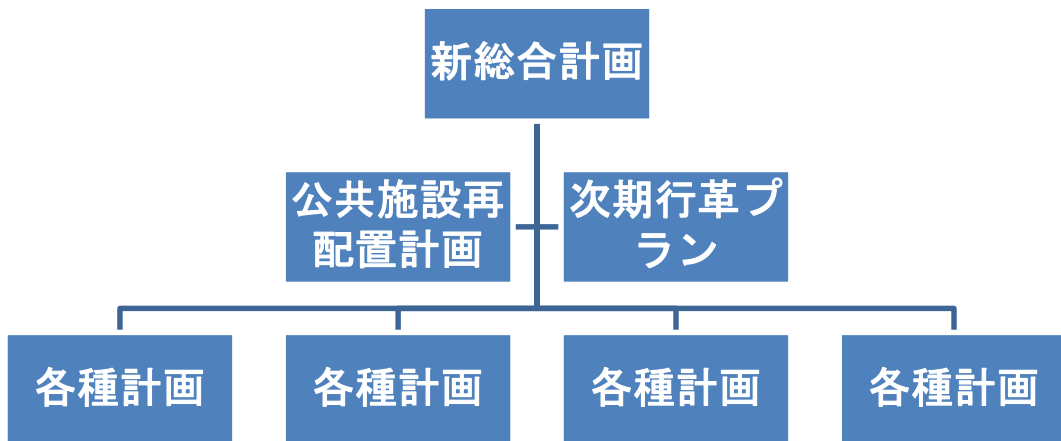 新総合計画
公共施設再
配置計画
次期行革プ
ラン
各種計画
各種計画
各種計画
各種計画